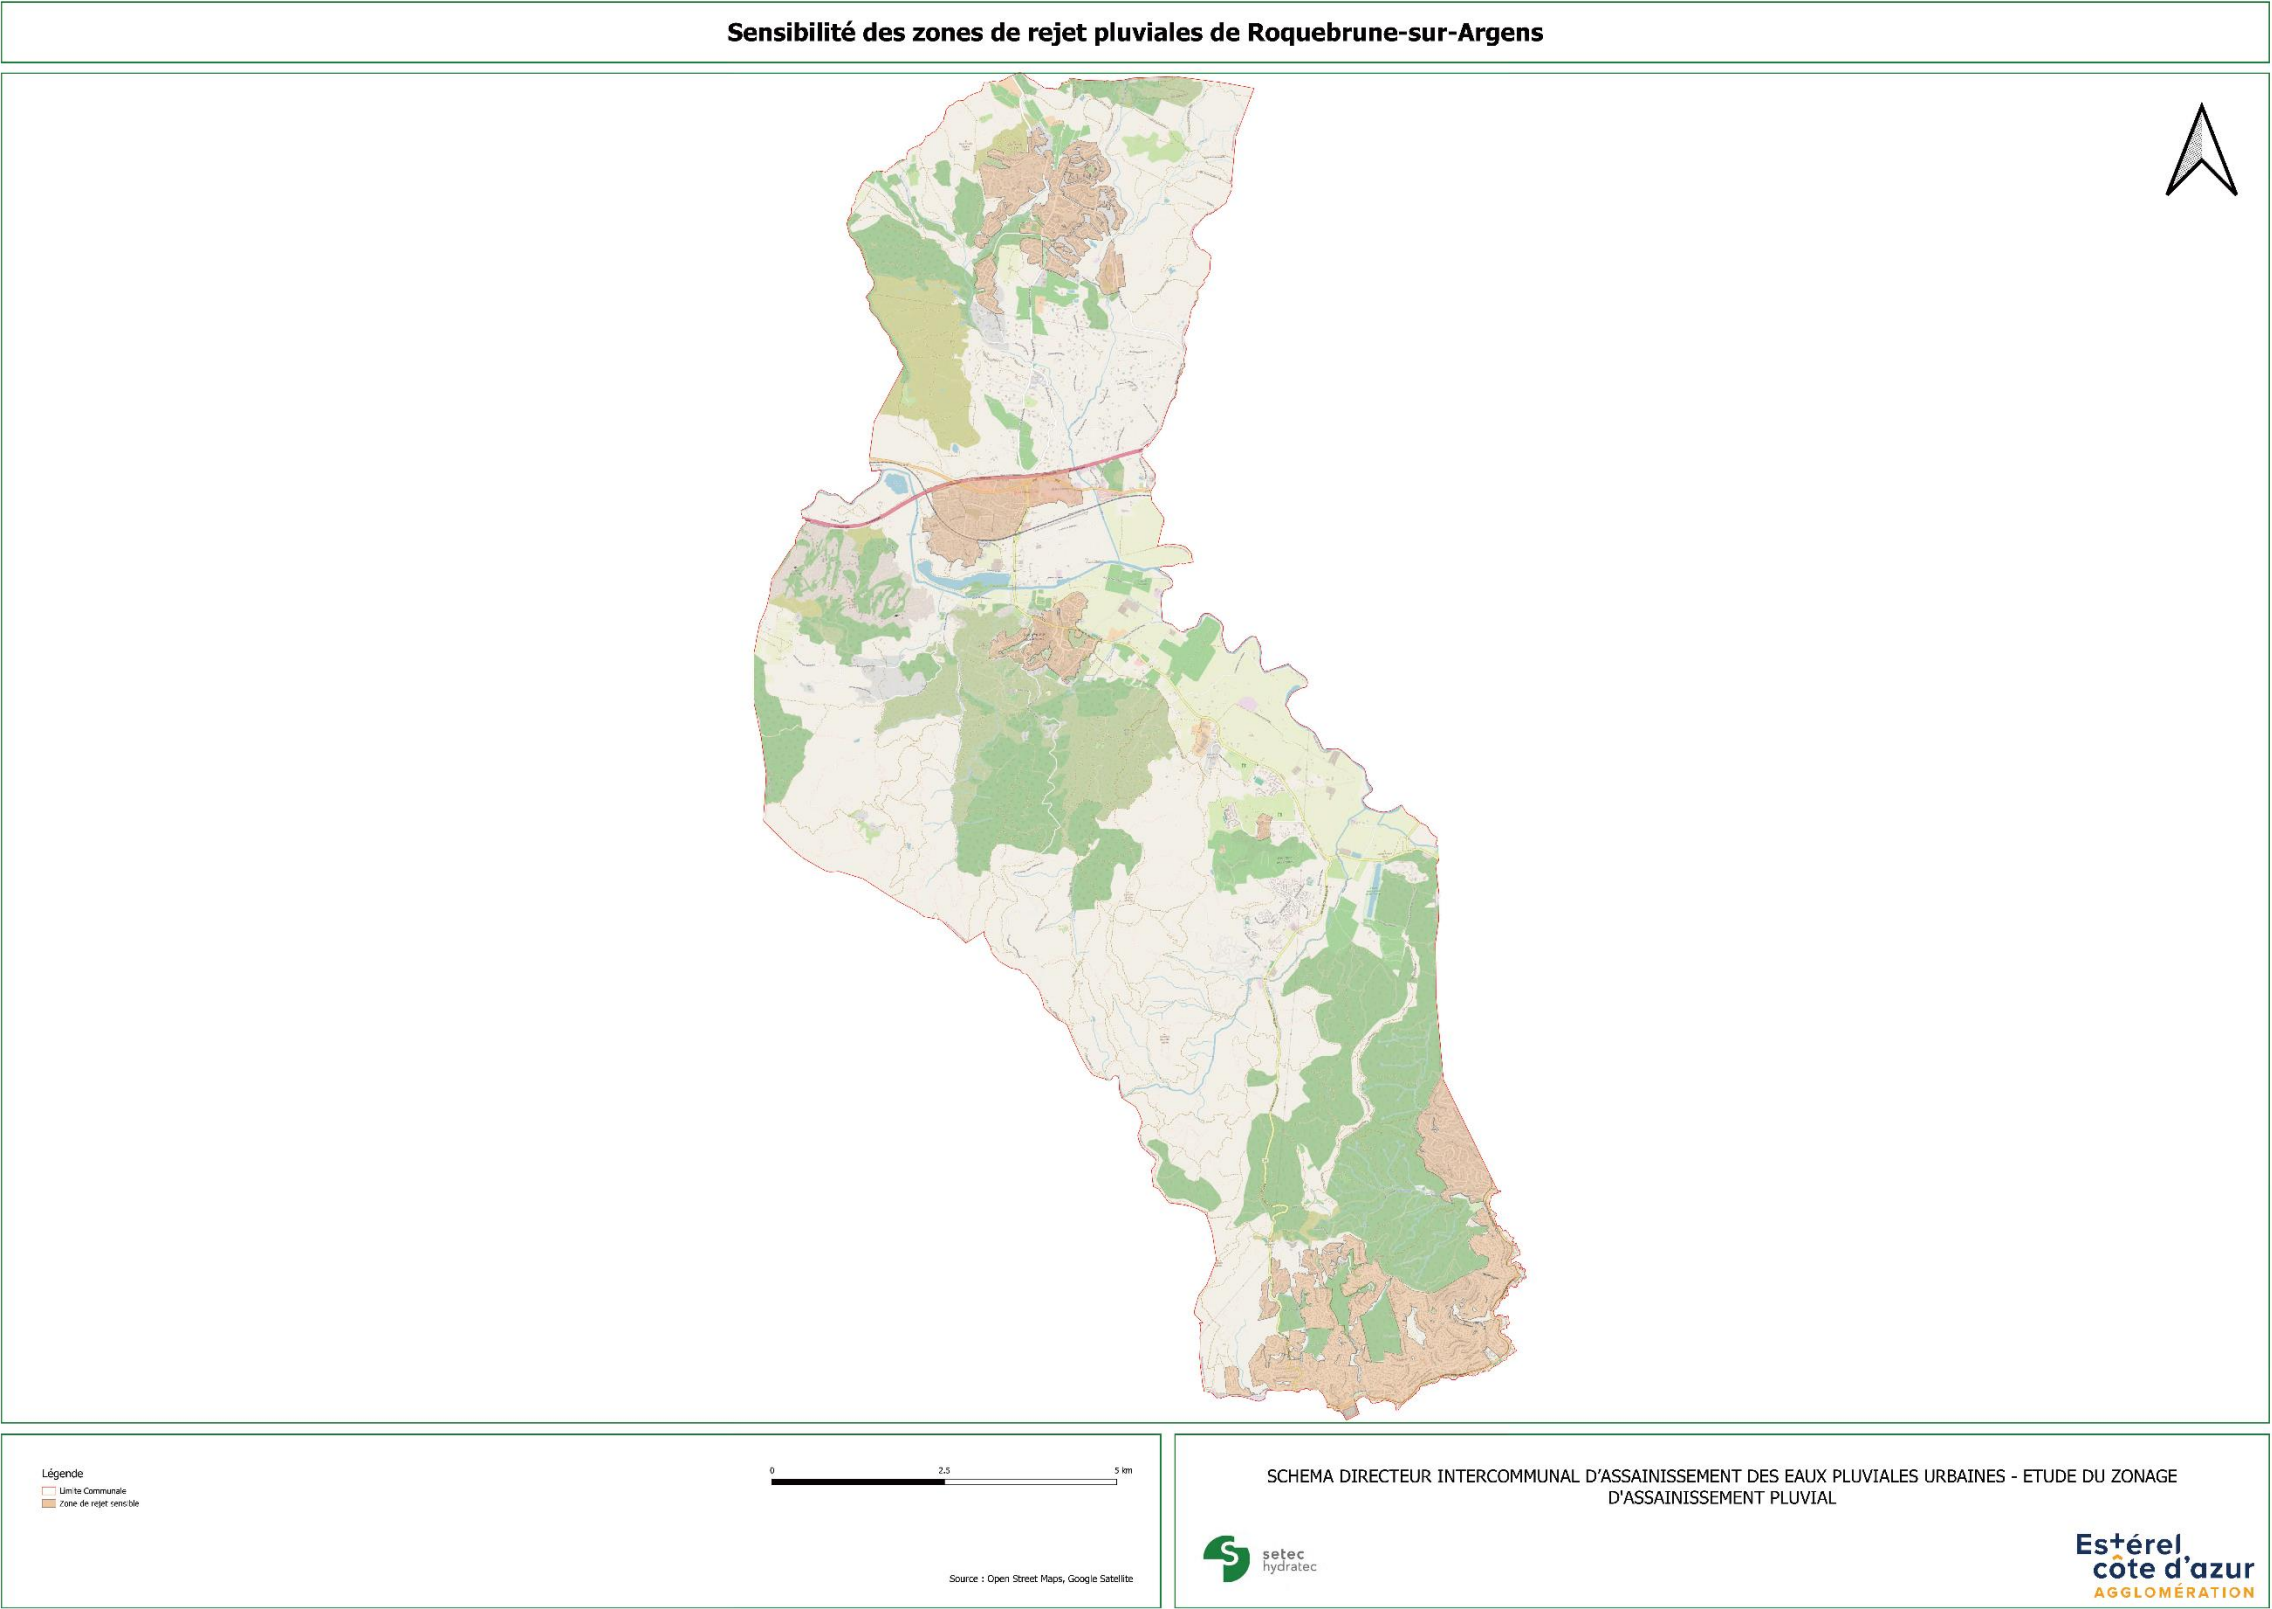 Sensibilité des zones de rejet pluviales de Roquebrune-sur-Argens
Légende
Limite Communale
Zone de rejet sensible
0 2.5 5 km
Source : Open Street Maps, Google Satellite
SCHEMA DIRECTEUR INTERCOMMUNAL D'ASSAINISSEMENT DES EAUX PLUVIALES URBAINES - ETUDE DU ZONAGE
D'ASSAINISSEMENT PLUVIAL
setec
hydratec
Estérel
côte d'azur
AGGLOMÉRATION